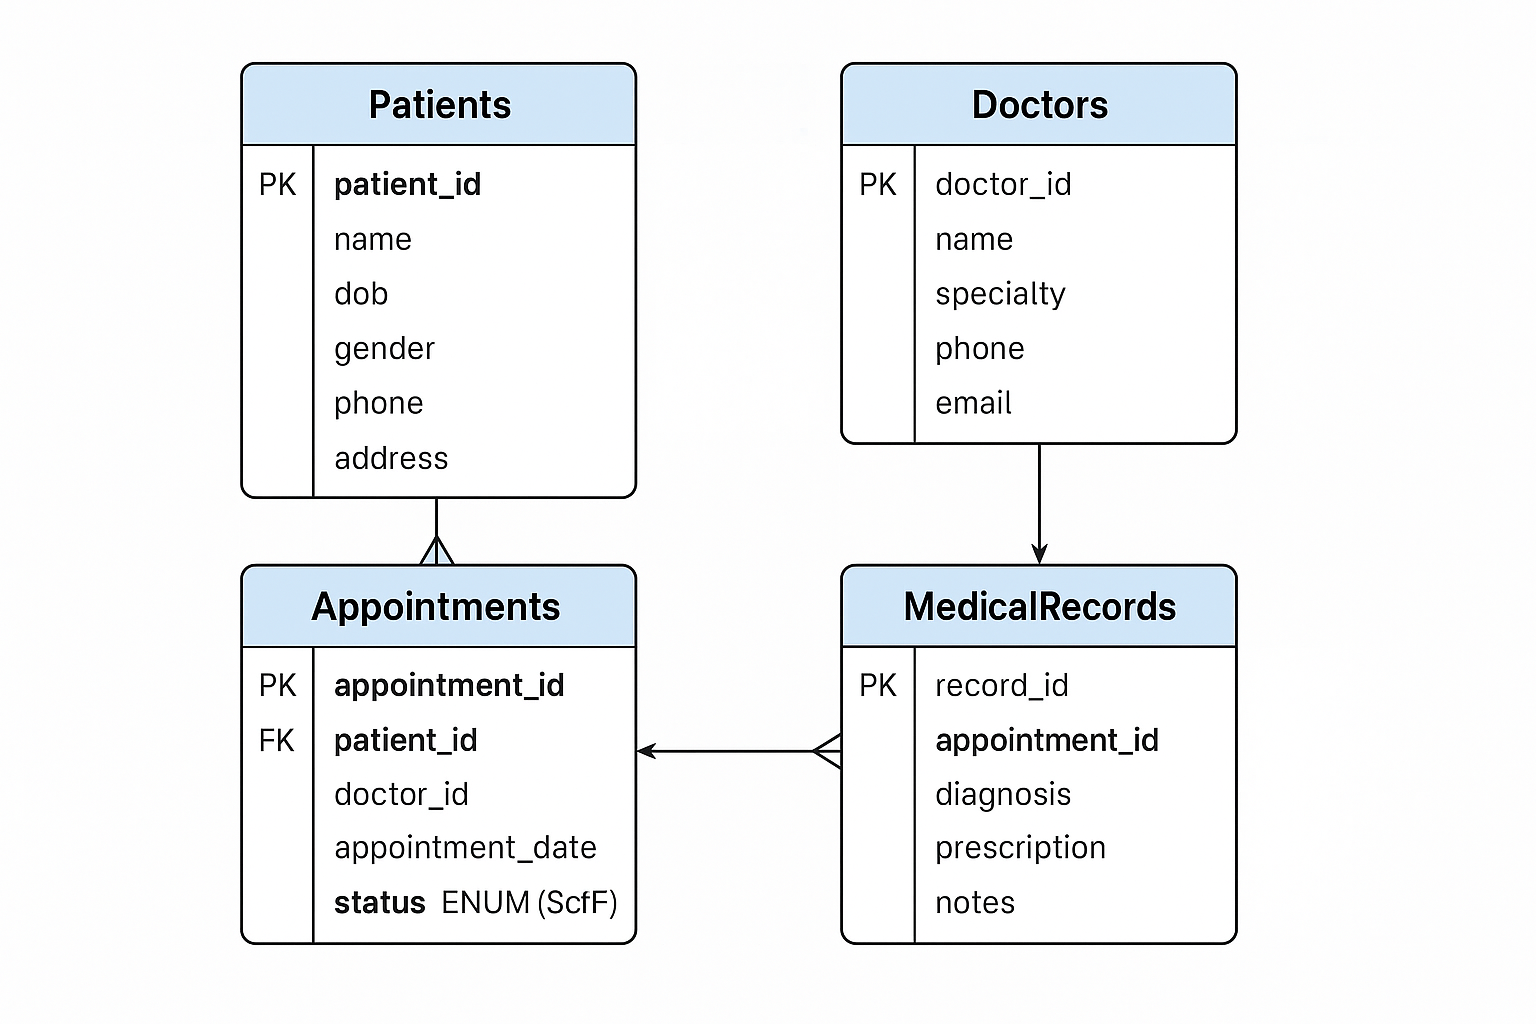 Patients
PK patient_id
name
dob
gender
phone
address
Doctors
PK doctor_id
name
specialty
phone
email
Appointments
PK appointment_id
FK patient_id
doctor_id
appointment_date
status ENUM (ScfF)
MedicalRecords
PK record_id
appointment_id
diagnosis
prescription
notes